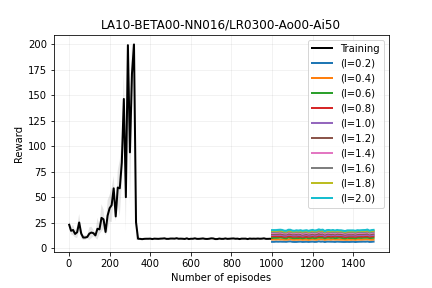 LA10-BETA00-NN016/LR0300-Ao00-Ai50
200
175
150
125
100
75
50
25
0
Reward
0
200
400
600
800
1000
1200
1400
Number of episodes
Training
(l=0.2)
(l=0.4)
(l=0.6)
(l=0.8)
(l=1.0)
(l=1.2)
(l=1.4)
(l=1.6)
(l=1.8)
(l=2.0)